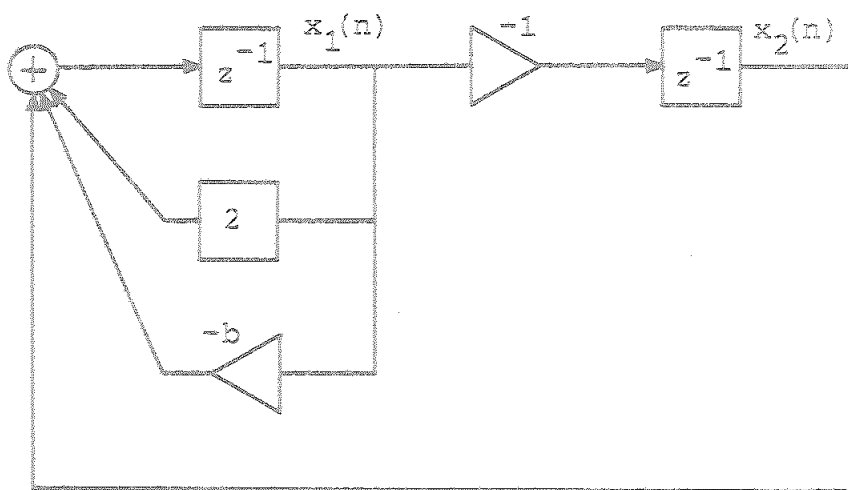 x₁(n)
-1
x₂(n)
+
z⁻¹
z⁻¹
2
-b